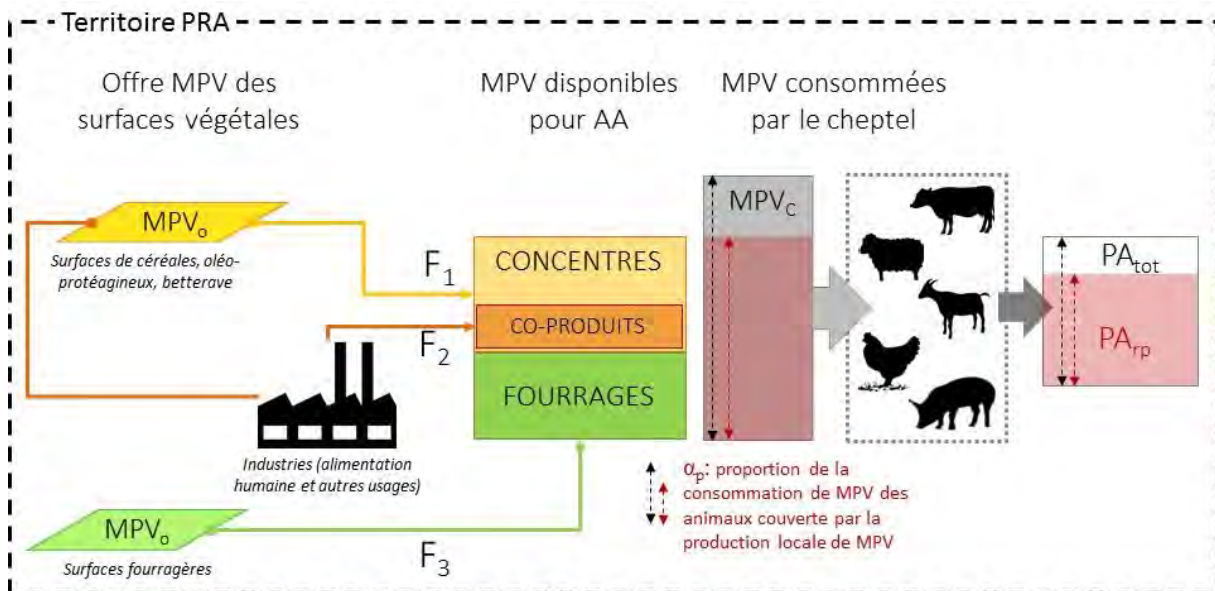 Territoire PRA
Offre MPV des
surfaces végétales
MPV disponibles
pour AA
MPV consommées
par le cheptel
MPVₒ
Surfaces de céréales, oléo-
protéagineux, betterave
F₁
CONCENTRES
CO-PRODUITS
F₂
FOURRAGES
MPV꜀
PAtot
PArp
Industries (alimentation
humaine et autres usages)
MPVₒ
Surfaces fourragères
F₃
αₚ: proportion de la
consommation de MPV des
animaux couverte par la
production locale de MPV